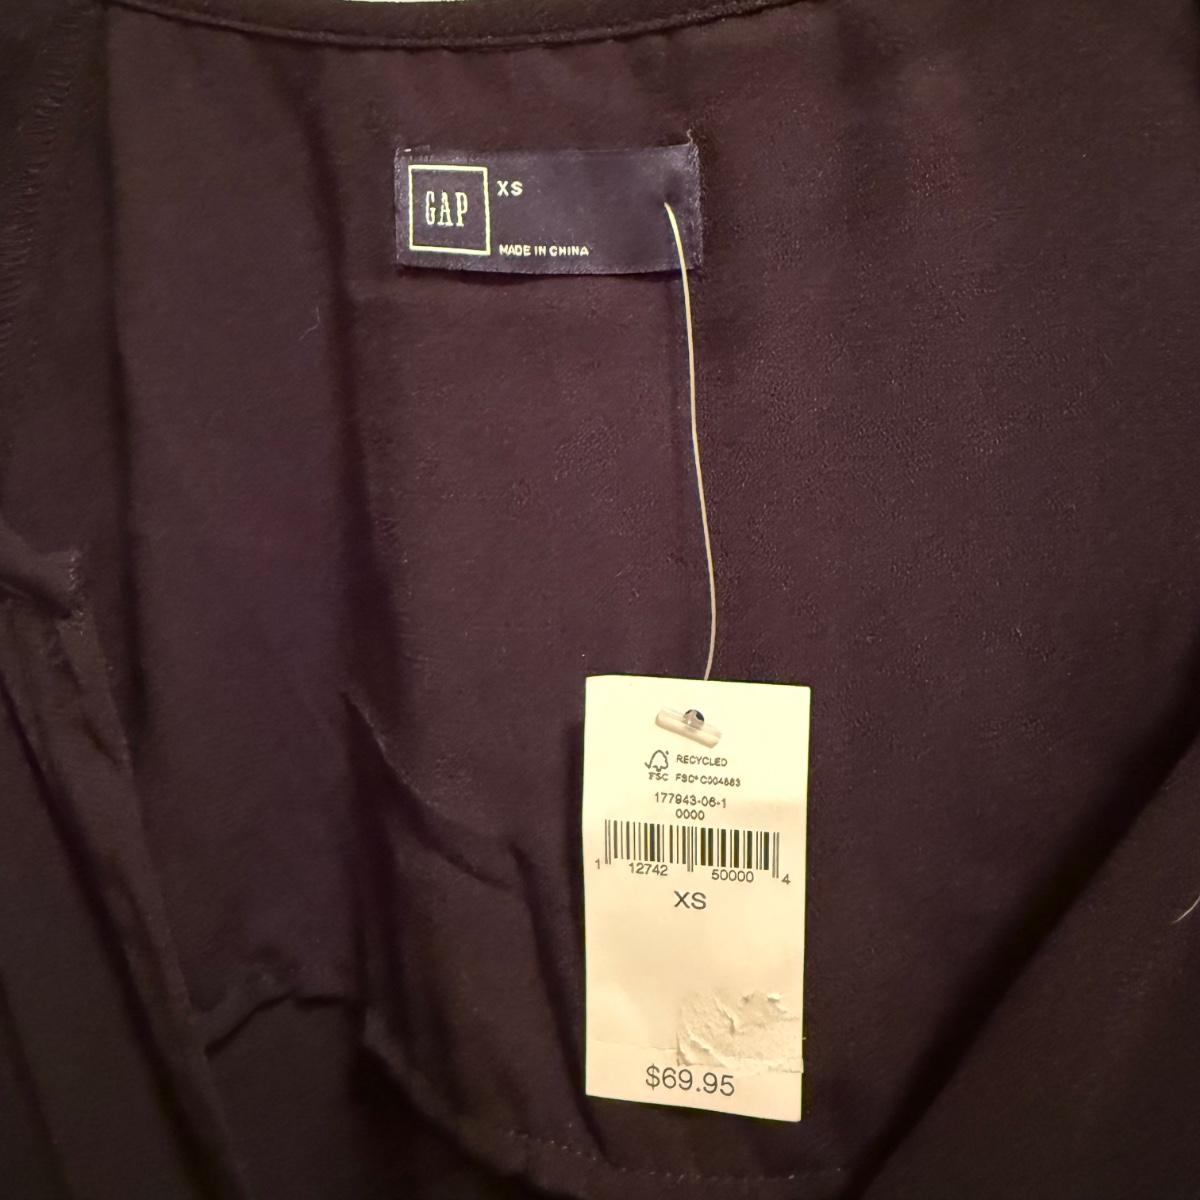 GAP
XS
MADE IN CHINA
RECYCLED
FSC FSC® C004883
177943-06-1
0000
1 12742 50000 4
XS
$69.95